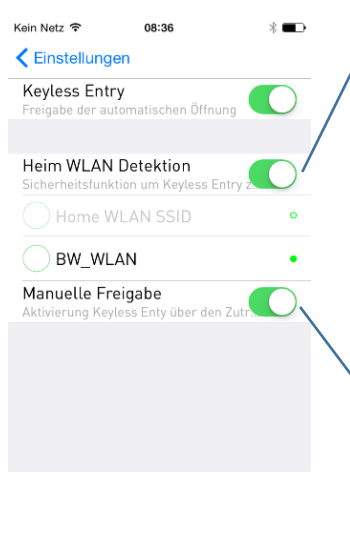 Kein Netz 08:36
Einstellungen
Keyless Entry
Freigabe der automatischen Öffnung
Heim WLAN Detektion
Sicherheitsfunktion um Keyless Entry z...
Home WLAN SSID
BW_WLAN
Manuelle Freigabe
Aktivierung Keyless Enty über den Zutr...